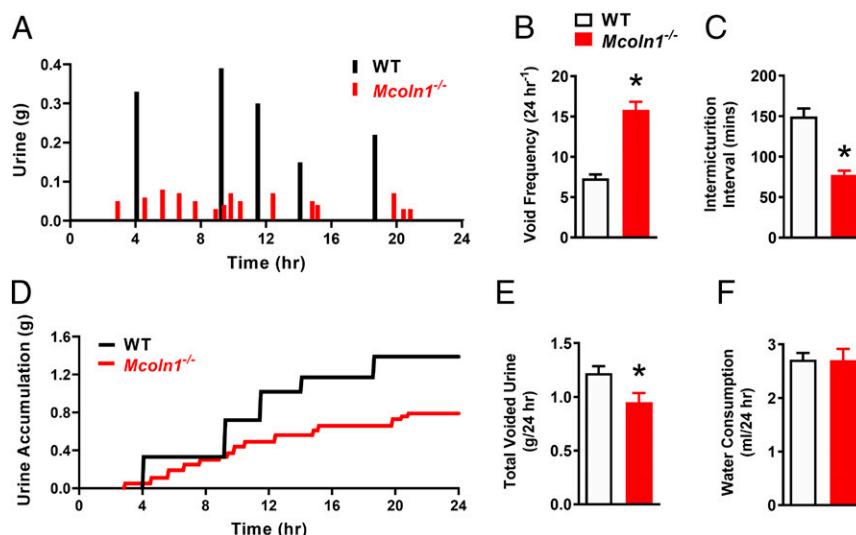 A
Urine (g)
0.4
0.3
0.2
0.1
0.0
0 4 8 12 16 20 24
Time (hr)
WT
Mcoln1-/-
WT
Mcoln1-/-
B
Void Frequency (24 hr-1)
20
15
10
5
0
*
C
Intermicturition
Interval (mins)
200
150
100
50
0
*
D
Urine Accumulation (g)
1.6
1.2
0.8
0.4
0.0
0 4 8 12 16 20 24
Time (hr)
WT
Mcoln1-/-
E
Total Voided Urine
(g/24 hr)
1.5
1.0
0.5
0.0
*
F
Water Consumption
(ml/24 hr)
3
2
1
0